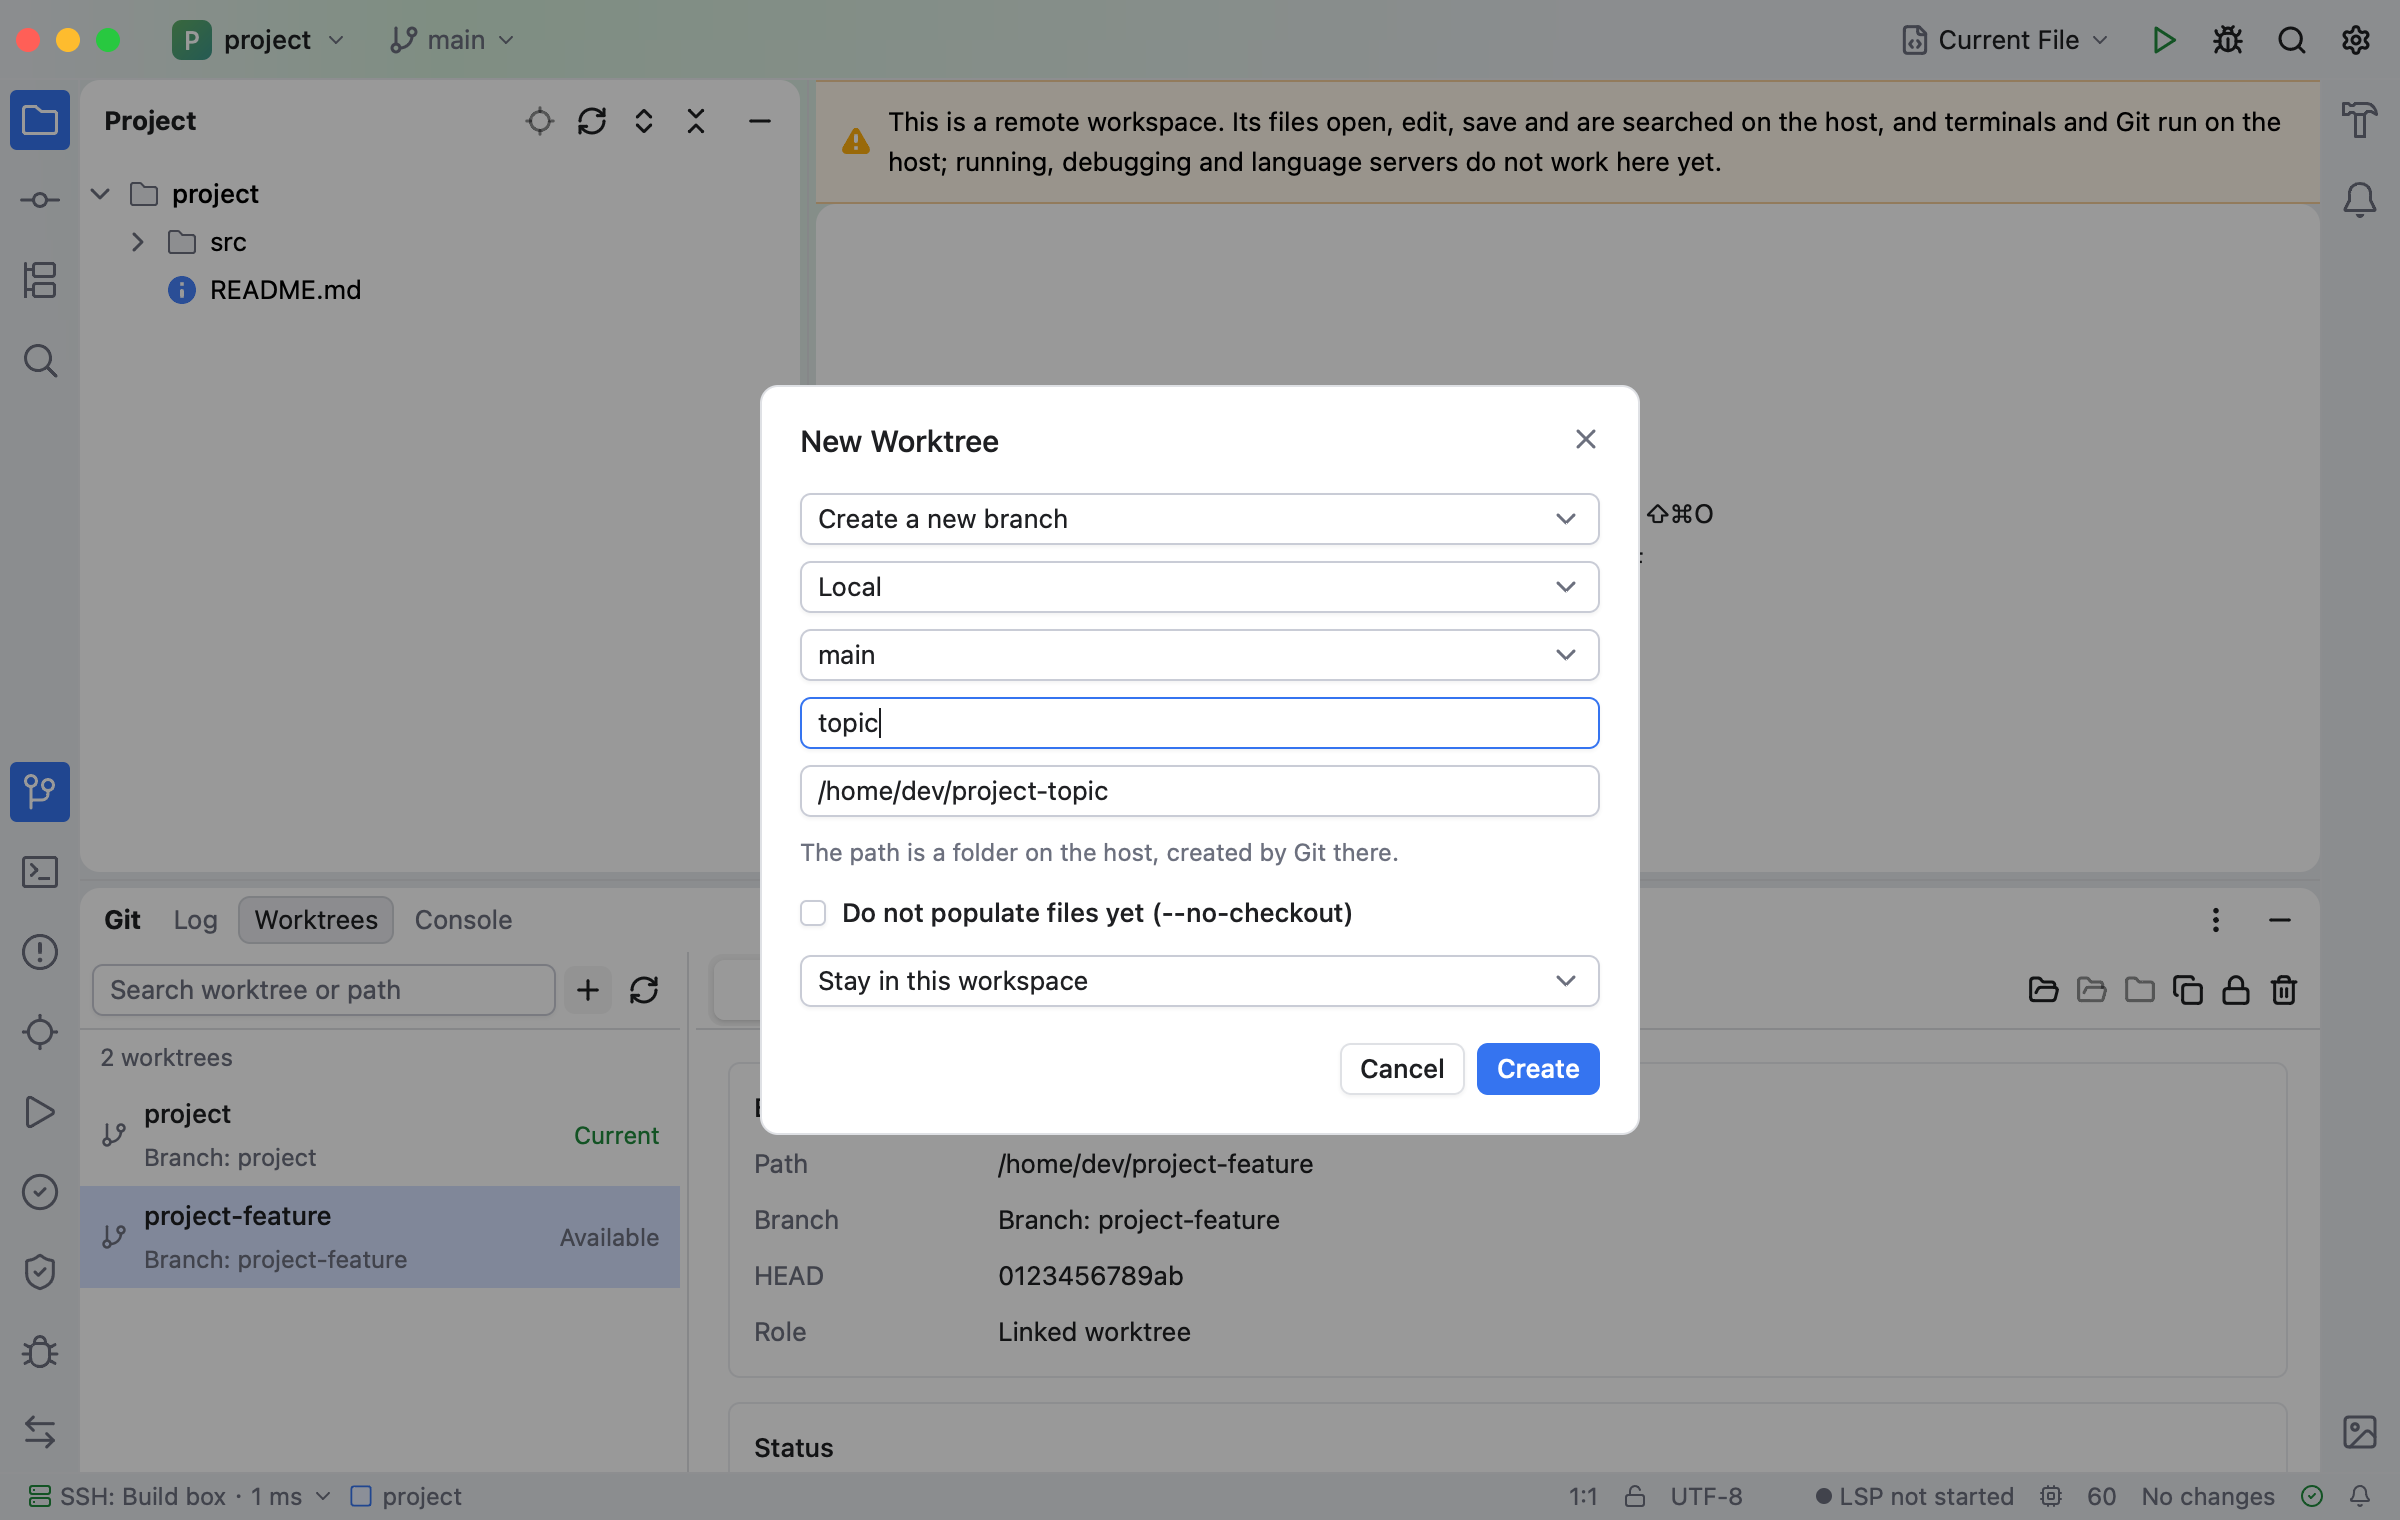 P project main Current File
Project
This is a remote workspace. Its files open, edit, save and are searched on the host, and terminals and Git run on the
host; running, debugging and language servers do not work here yet.
project
src
README.md
New Worktree
Create a new branch
⇧⌘O
Local
main
topic
/home/dev/project-topic
The path is a folder on the host, created by Git there.
Do not populate files yet (--no-checkout)
Stay in this workspace
Cancel Create
Git Log Worktrees Console
Search worktree or path
2 worktrees
project
Branch: project
Current
project-feature
Branch: project-feature
Available
Path /home/dev/project-feature
Branch Branch: project-feature
HEAD 0123456789ab
Role Linked worktree
Status
SSH: Build box · 1 ms project 1:1 UTF-8 LSP not started 60 No changes